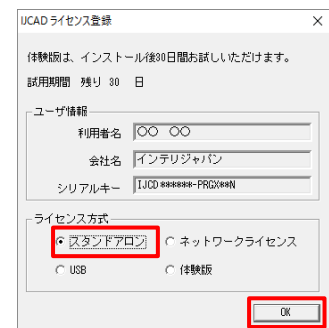 IJCAD ライセンス登録
体験版は、インストール後30日間お試しいただけます。
試用期間 残り 30 日
ユーザ情報
利用者名 〇〇 〇〇
会社名 インテリジャパン
シリアルキー IJCD******-PRGX**N
ライセンス方式
スタンドアロン ネットワークライセンス
USB 体験版
OK